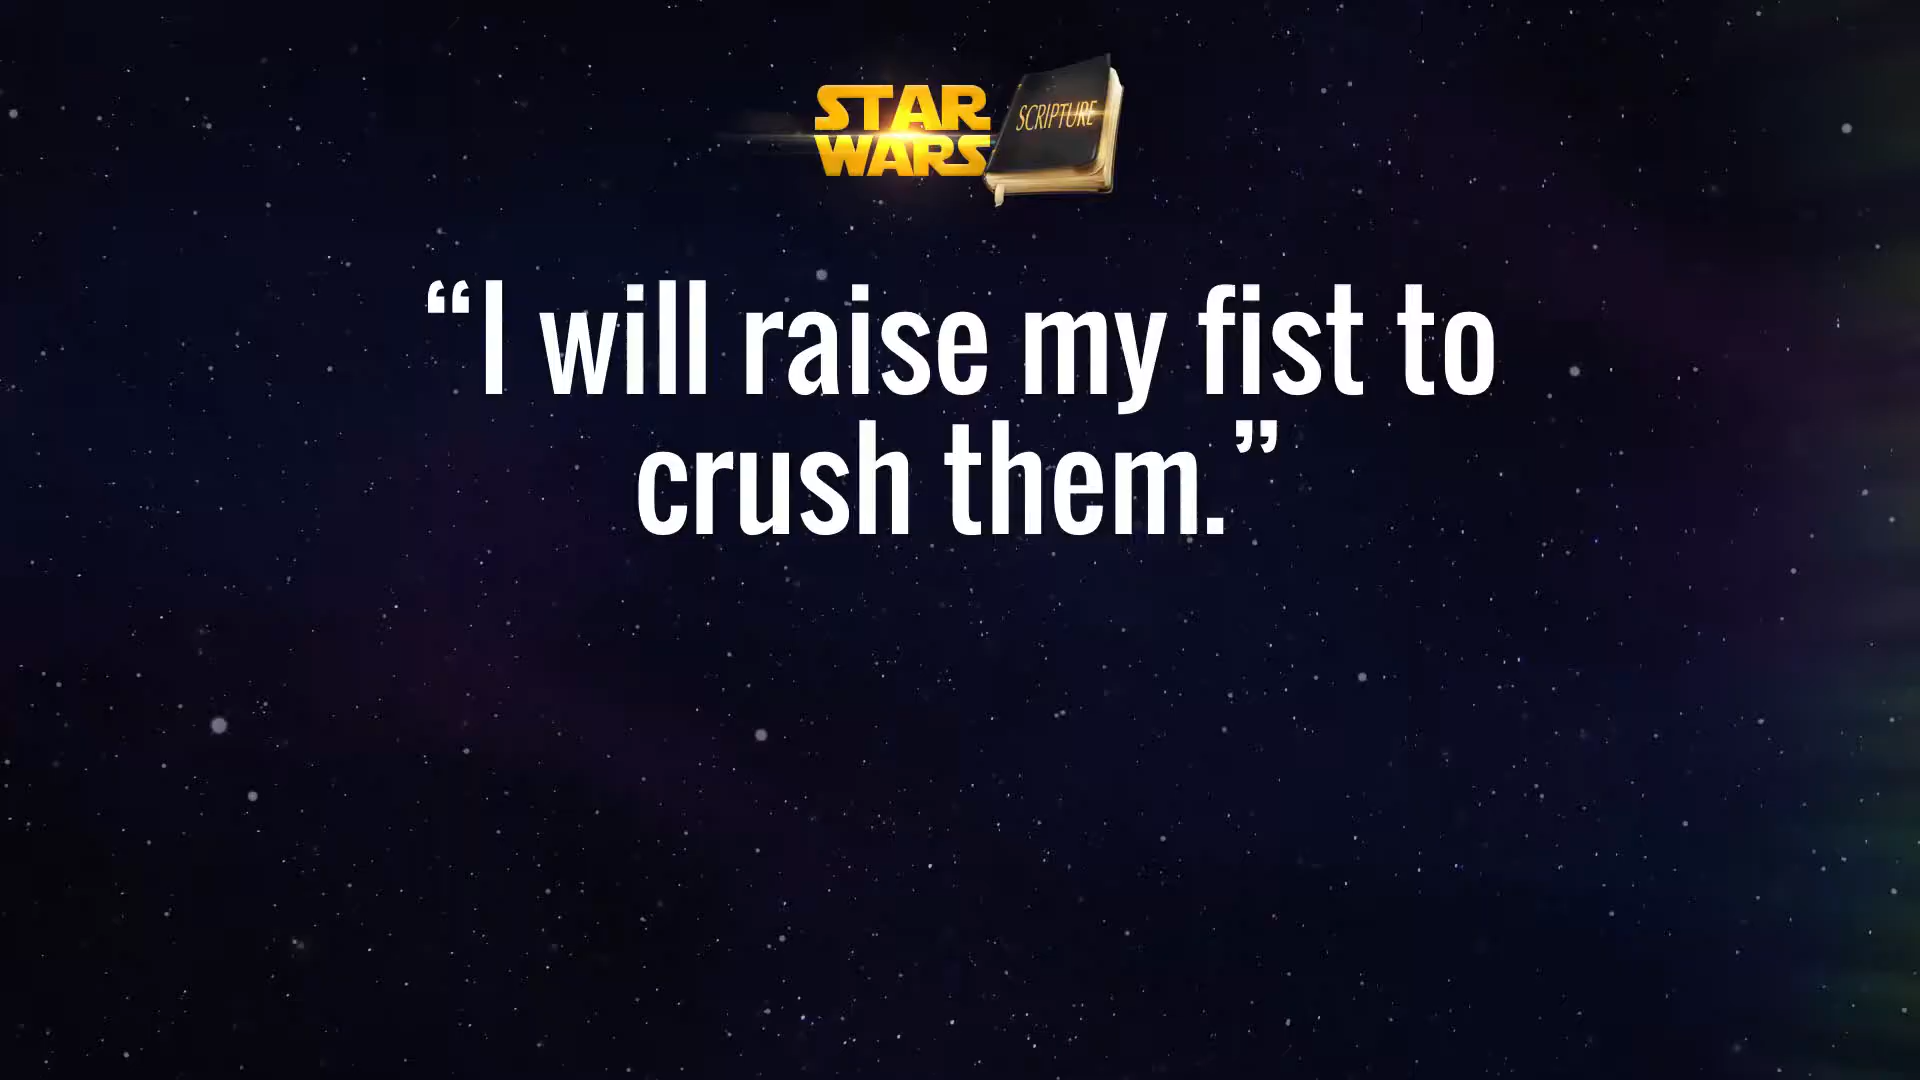 STAR
WARS
SCRIPTURE
“I will raise my fist to
crush them.”